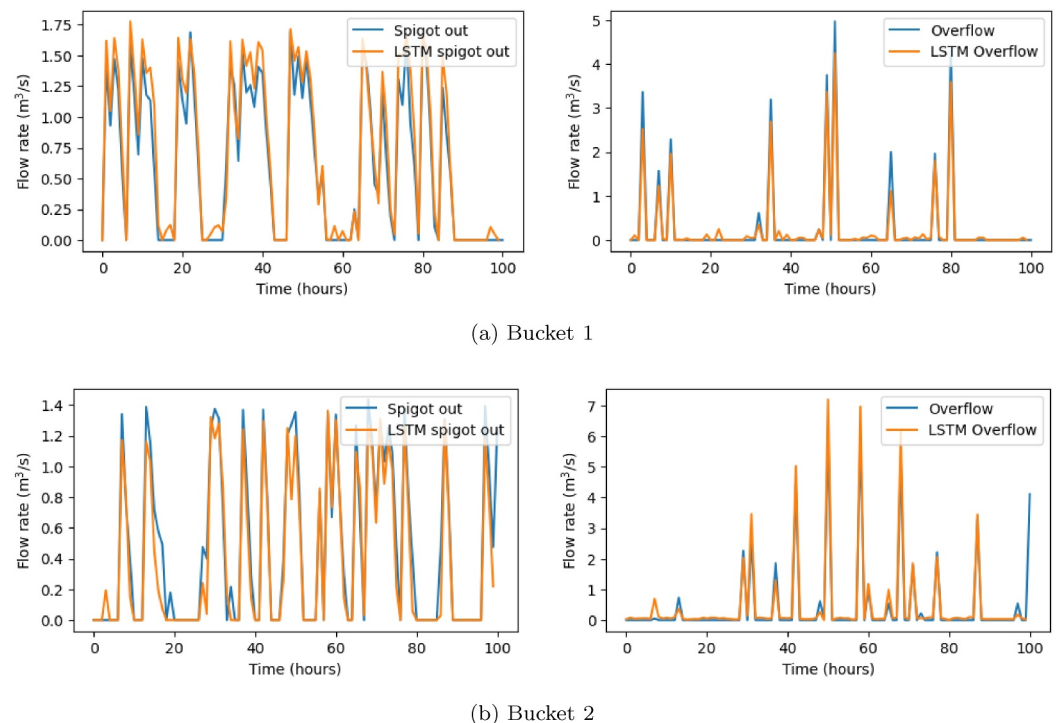 Spigot out
LSTM spigot out
Flow rate (m³/s)
1.75
1.50
1.25
1.00
0.75
0.50
0.25
0.00
0 20 40 60 80 100
Time (hours)
Overflow
LSTM Overflow
Flow rate (m³/s)
5
4
3
2
1
0
0 20 40 60 80 100
Time (hours)
(a) Bucket 1
Spigot out
LSTM spigot out
Flow rate (m³/s)
1.4
1.2
1.0
0.8
0.6
0.4
0.2
0.0
0 20 40 60 80 100
Time (hours)
Overflow
LSTM Overflow
Flow rate (m³/s)
7
6
5
4
3
2
1
0
0 20 40 60 80 100
Time (hours)
(b) Bucket 2